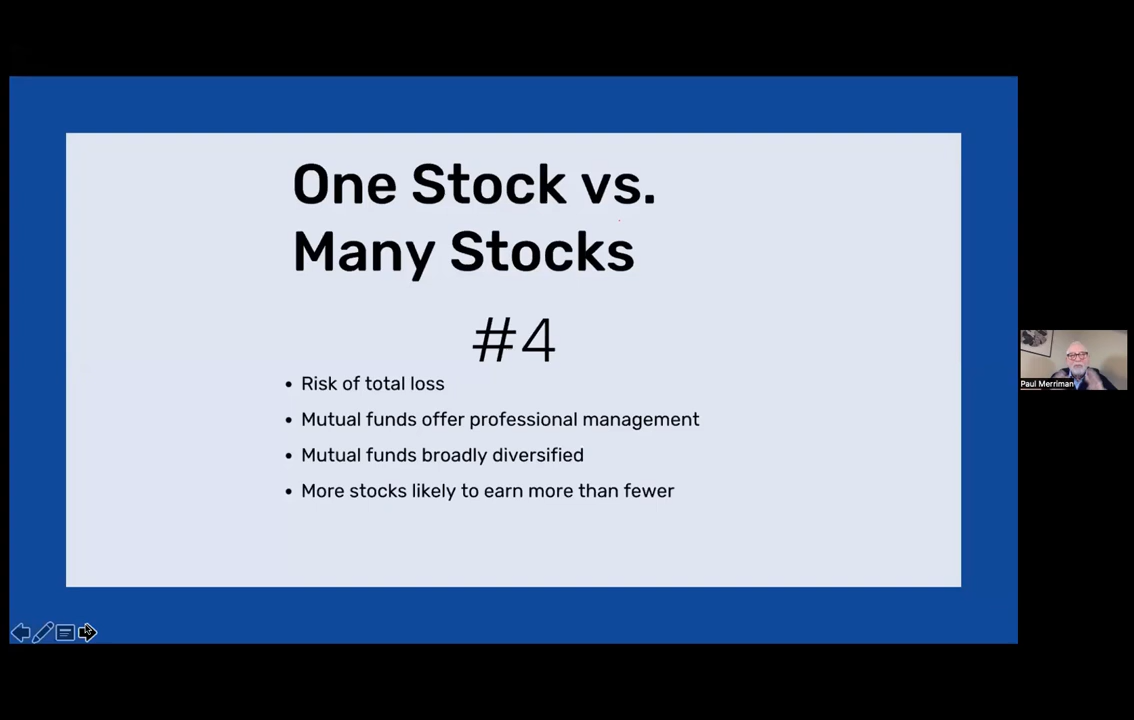 One Stock vs.
Many Stocks
#4
• Risk of total loss
• Mutual funds offer professional management
• Mutual funds broadly diversified
• More stocks likely to earn more than fewer
Paul Merriman